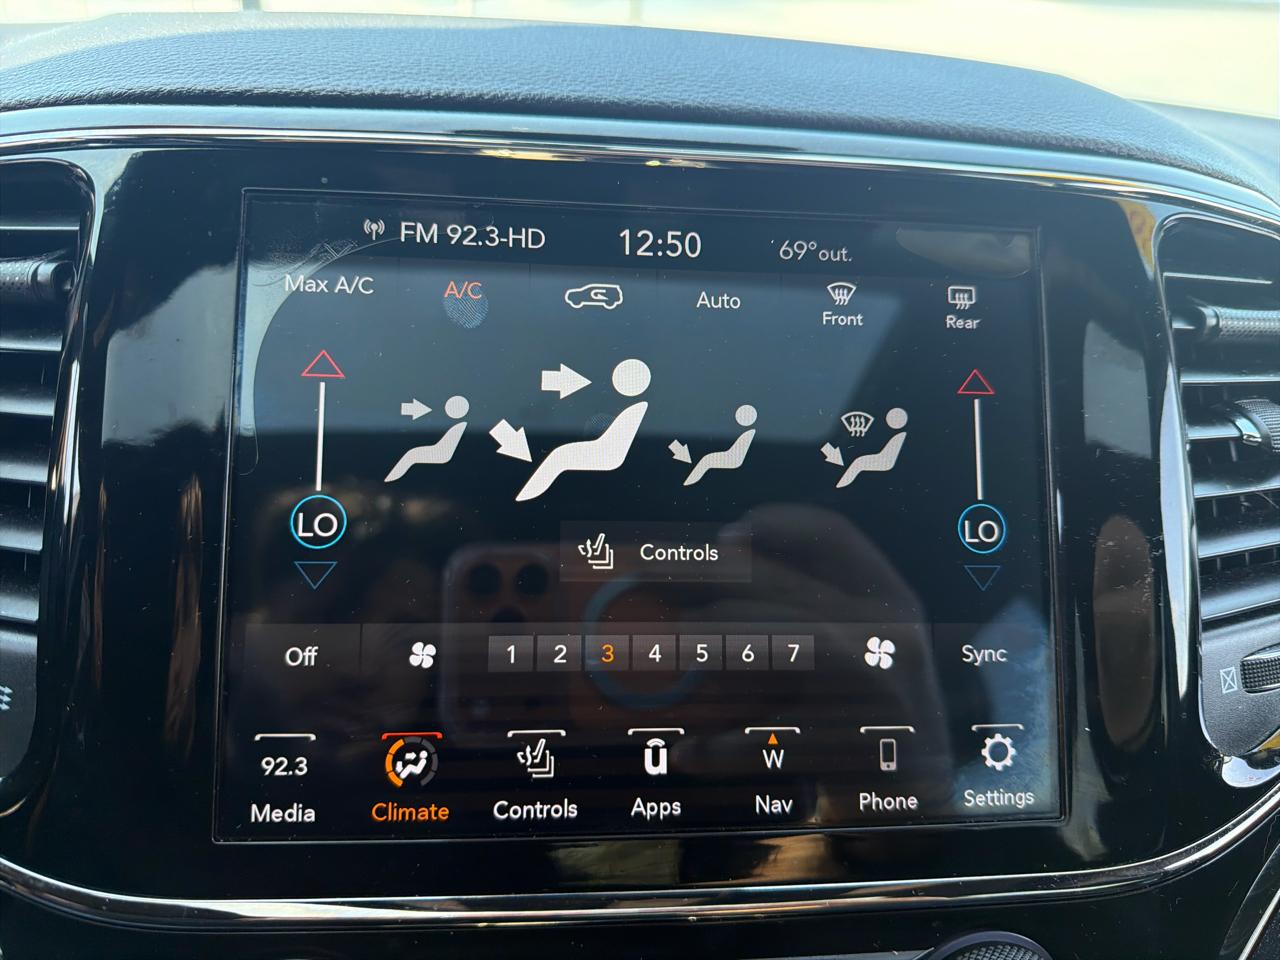 FM 92.3-HD 12:50 69°out.
Max A/C A/C Auto Front Rear
LO LO
Controls
Off 1 2 3 4 5 6 7 Sync
92.3 u W
Media Climate Controls Apps Nav Phone Settings